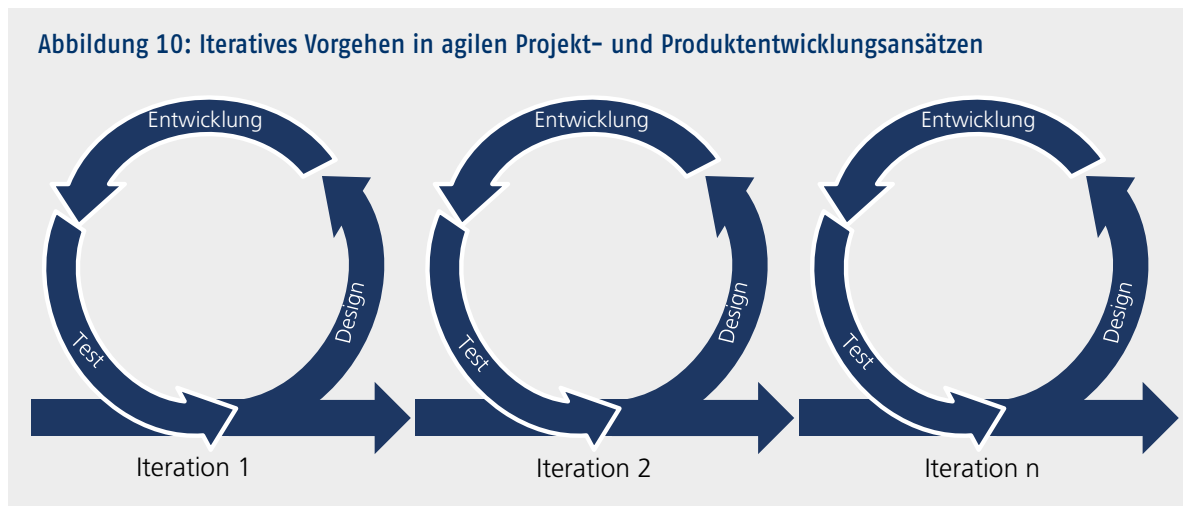 Abbildung 10: Iteratives Vorgehen in agilen Projekt- und Produktentwicklungsansätzen
Entwicklung
Design
Test
Iteration 1
Entwicklung
Design
Test
Iteration 2
Entwicklung
Design
Test
Iteration n